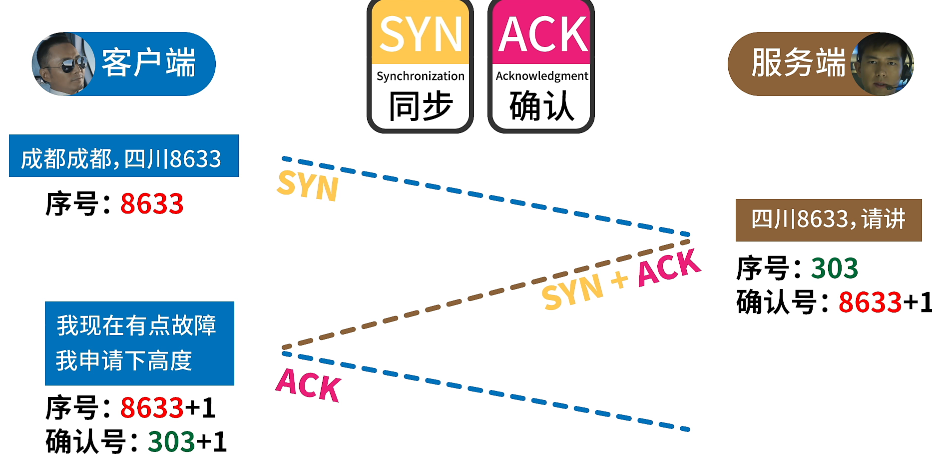 客户端
SYN
Synchronization
同步
ACK
Acknowledgment
确认
服务端
成都成都，四川8633
序号：8633
SYN
四川8633，请讲
序号：303
确认号：8633+1
SYN + ACK
我现在有点故障
我申请下高度
序号：8633+1
确认号：303+1
ACK